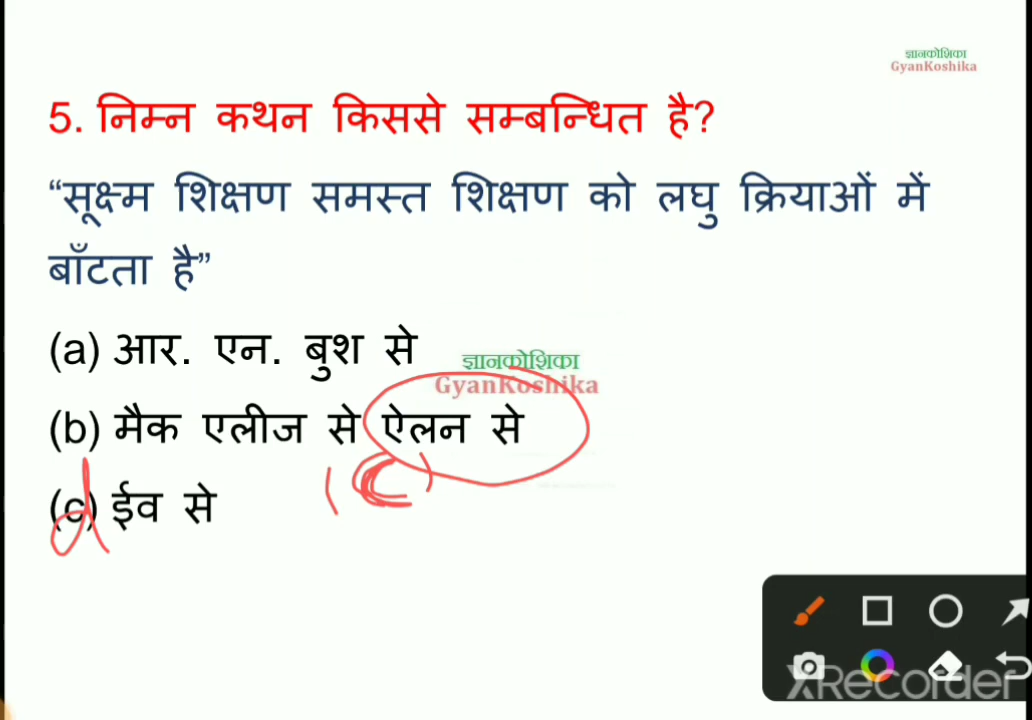 ज्ञानकोशिका
GyanKoshika
5. निम्न कथन किससे सम्बन्धित है?
“सूक्ष्म शिक्षण समस्त शिक्षण को लघु क्रियाओं में
बाँटता है”
(a) आर. एन. बुश से
ज्ञानकोशिका
GyanKoshika
(b) मैक एलीज से ऐलन से
(c)
(c) ईव से
d
XRecorder